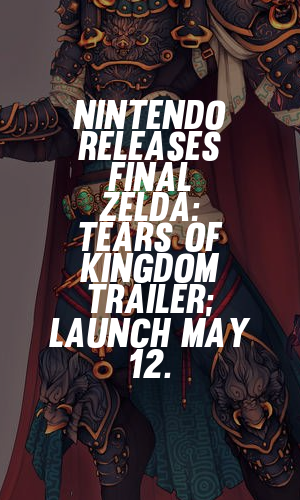 NINTENDO
RELEASES
FINAL
ZELDA:
TEARS OF
KINGDOM
TRAILER;
LAUNCH MAY
12.